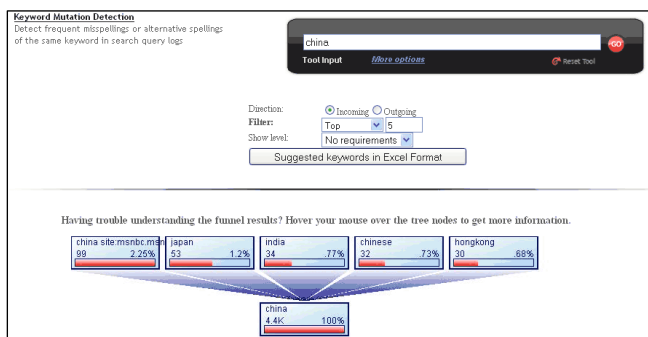 Keyword Mutation Detection
Detect frequent misspellings or alternative spellings
of the same keyword in search query logs
china
GO
Tool Input More options Reset Tool
Direction: Incoming Outgoing
Filter: Top 5
Show level: No requirements
Suggested keywords in Excel Format
Having trouble understanding the funnel results? Hover your mouse over the tree nodes to get more information.
china site:msnbc.msn japan india chinese hongkong
99 2.25% 53 1.2% 34 .77% 32 .73% 30 .68%
china
4.4K 100%